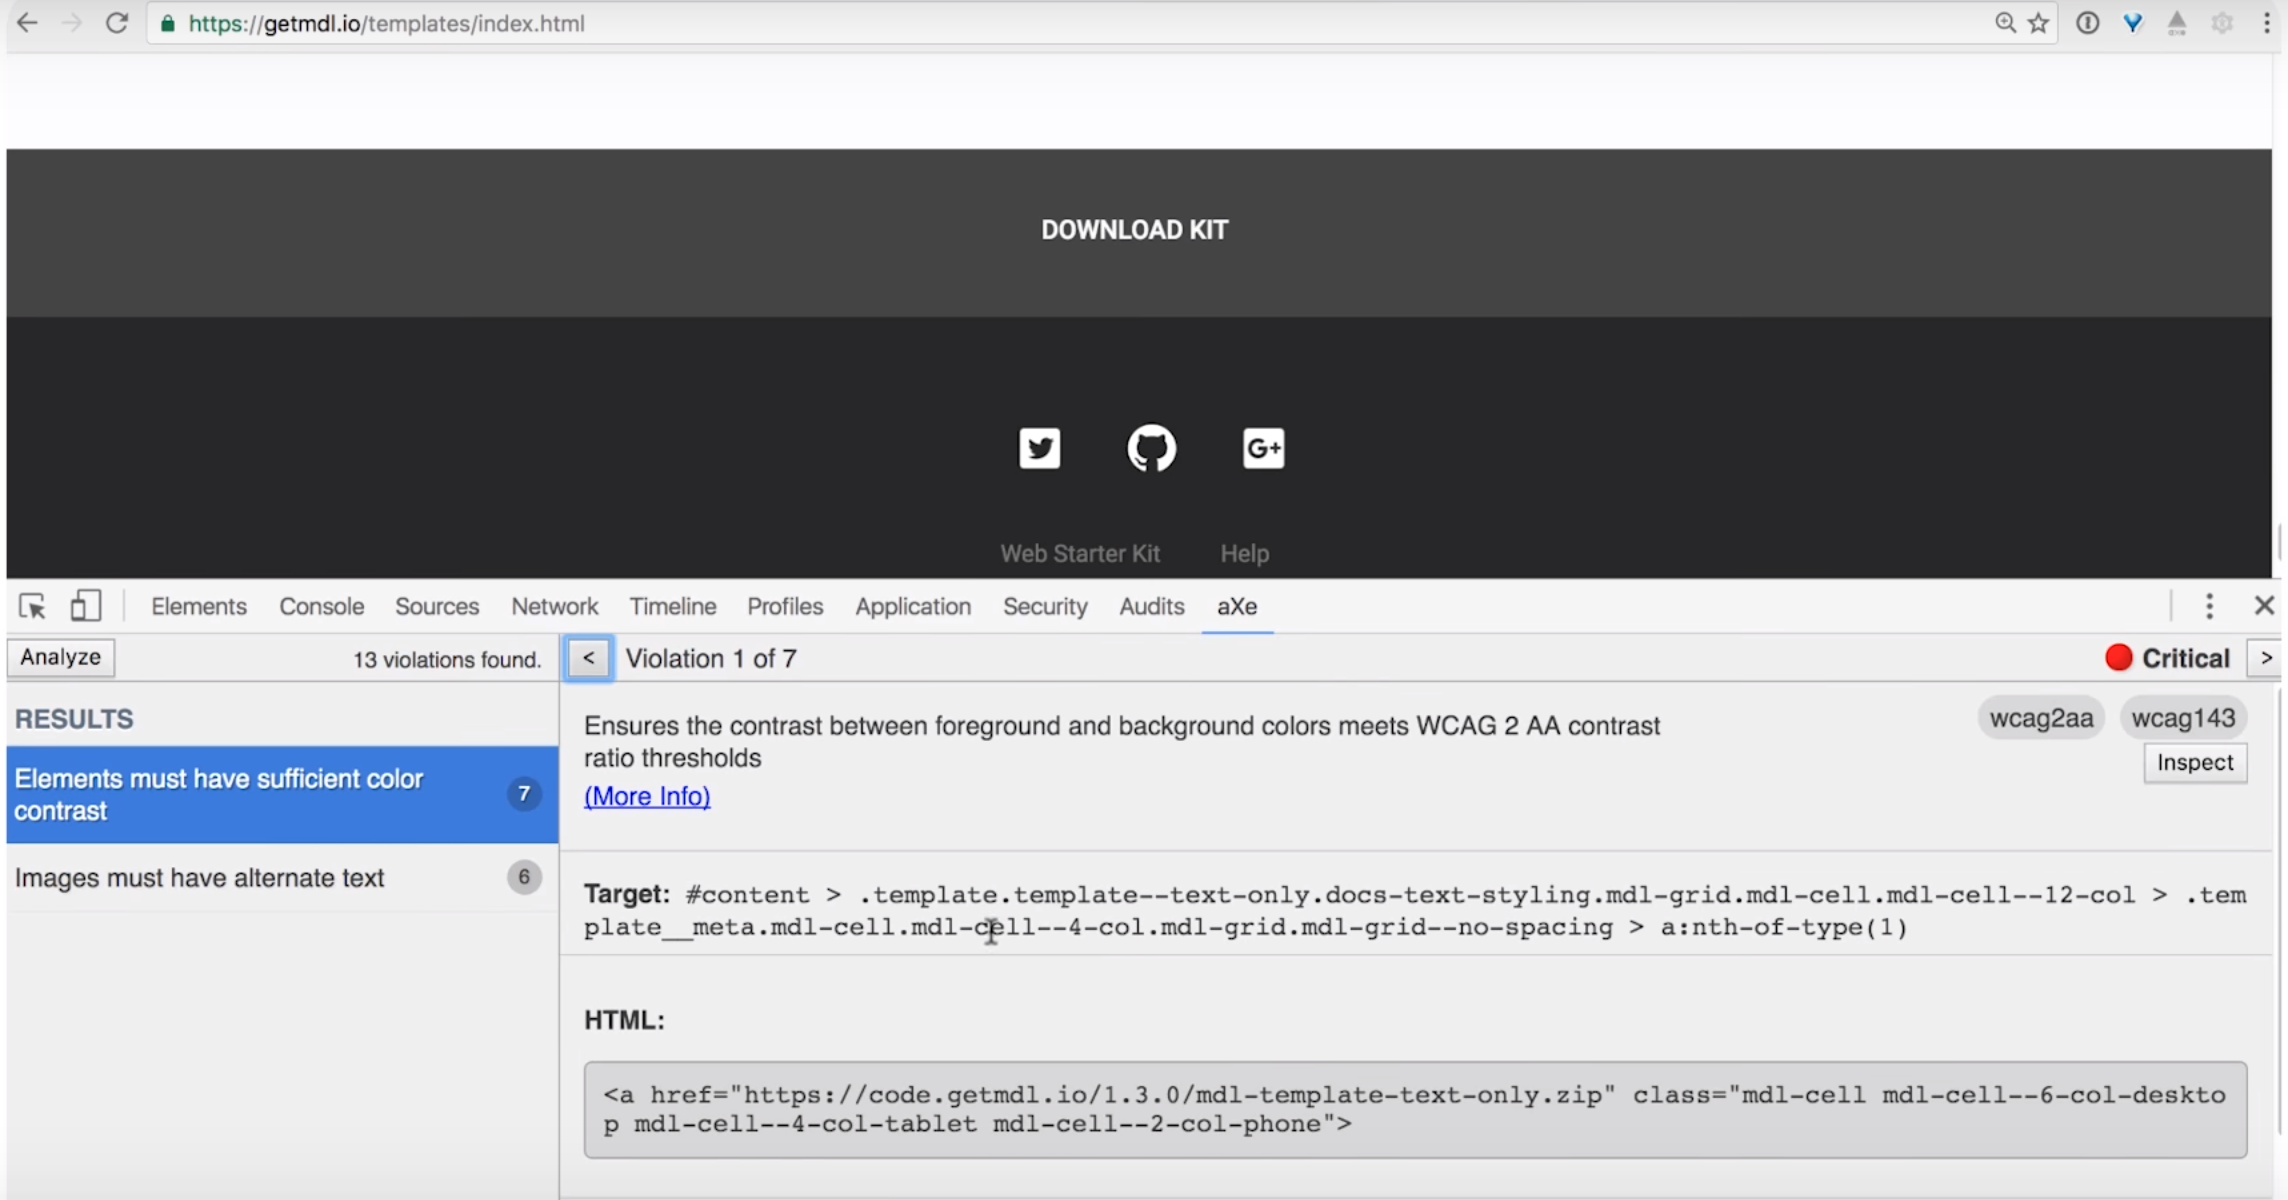 https://getmdl.io/templates/index.html
axe
DOWNLOAD KIT
G+
Web Starter Kit Help
Elements Console Sources Network Timeline Profiles Application Security Audits aXe
Analyze 13 violations found. < Violation 1 of 7 Critical >
RESULTS
Elements must have sufficient color
contrast
7
Images must have alternate text 6
Ensures the contrast between foreground and background colors meets WCAG 2 AA contrast
ratio thresholds
(More Info)
wcag2aa wcag143
Inspect
Target: #content > .template.template--text-only.docs-text-styling.mdl-grid.mdl-cell.mdl-cell--12-col > .tem
plate__meta.mdl-cell.mdl-cell--4-col.mdl-grid.mdl-grid--no-spacing > a:nth-of-type(1)
HTML:
<a href="https://code.getmdl.io/1.3.0/mdl-template-text-only.zip" class="mdl-cell mdl-cell--6-col-deskto
p mdl-cell--4-col-tablet mdl-cell--2-col-phone">